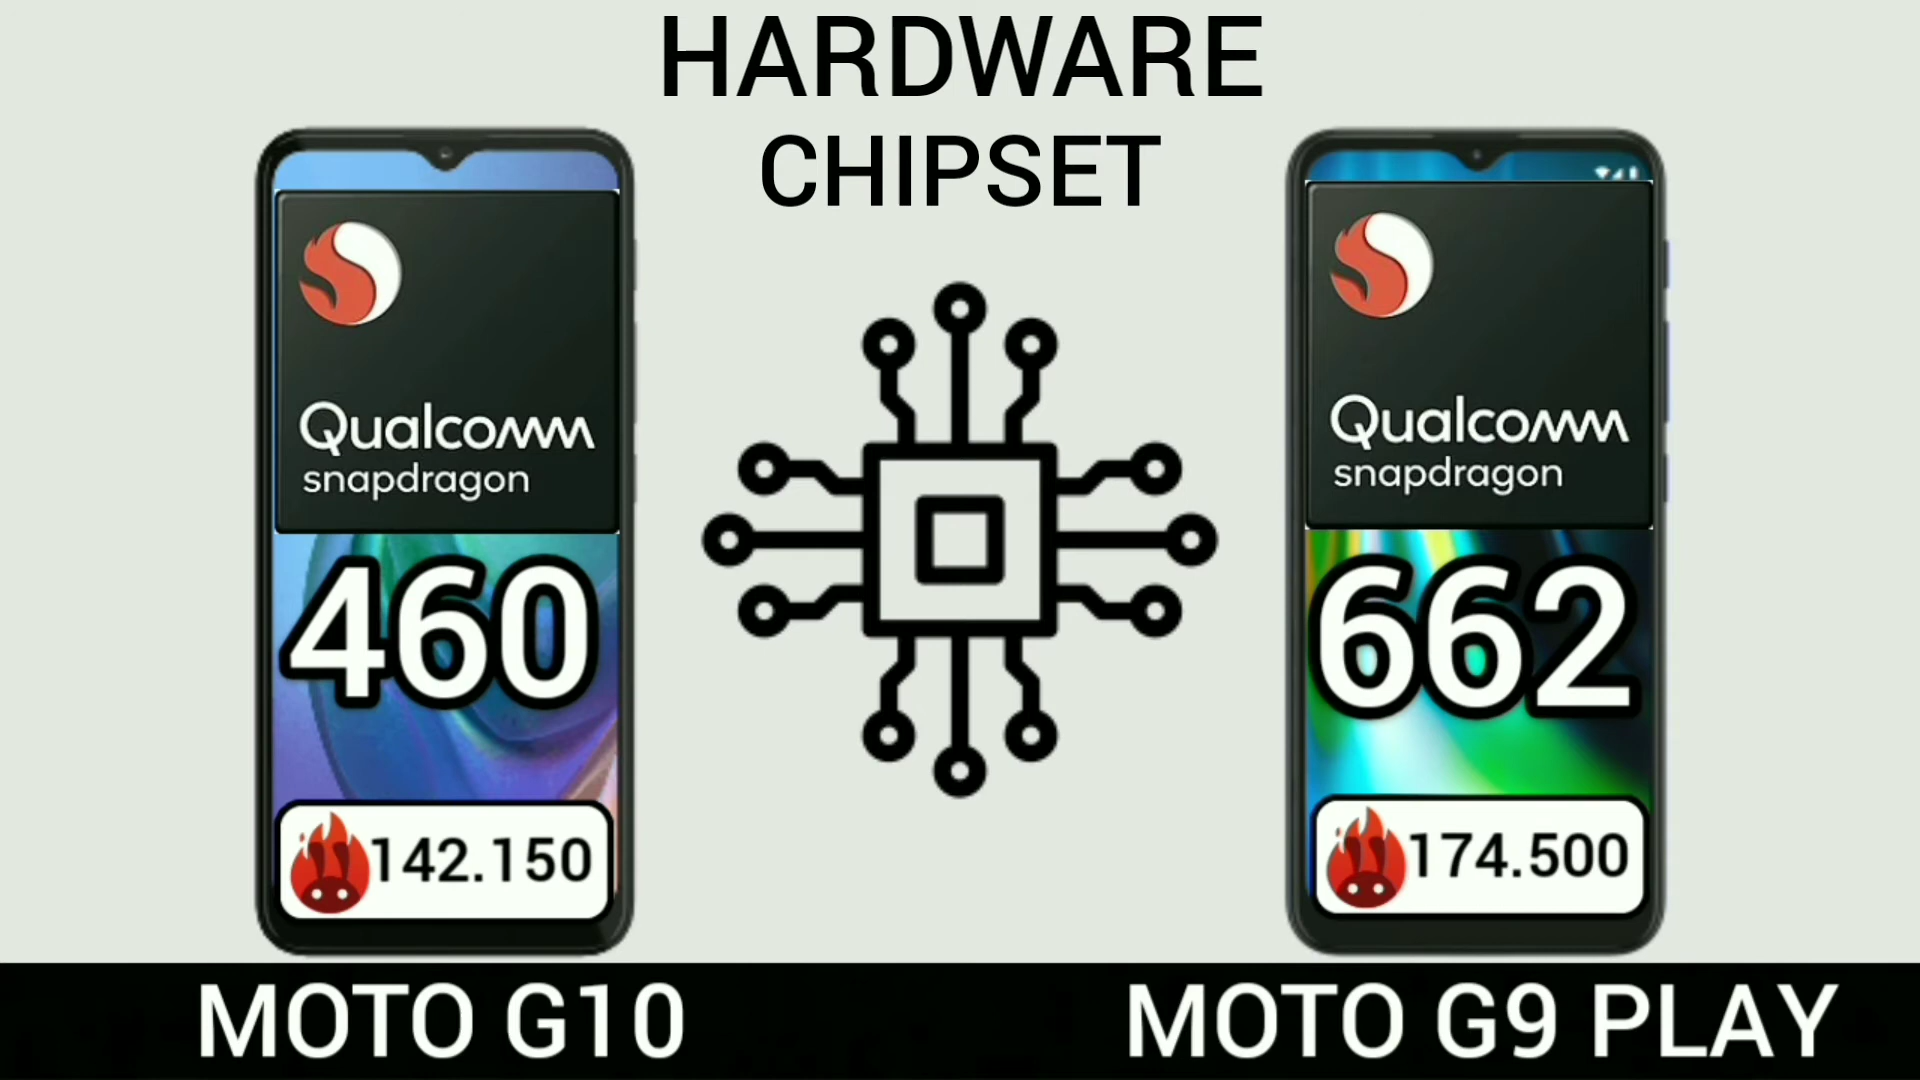 HARDWARE
CHIPSET
Qualcomm
snapdragon
460
142.150
Qualcomm
snapdragon
662
174.500
MOTO G10
MOTO G9 PLAY